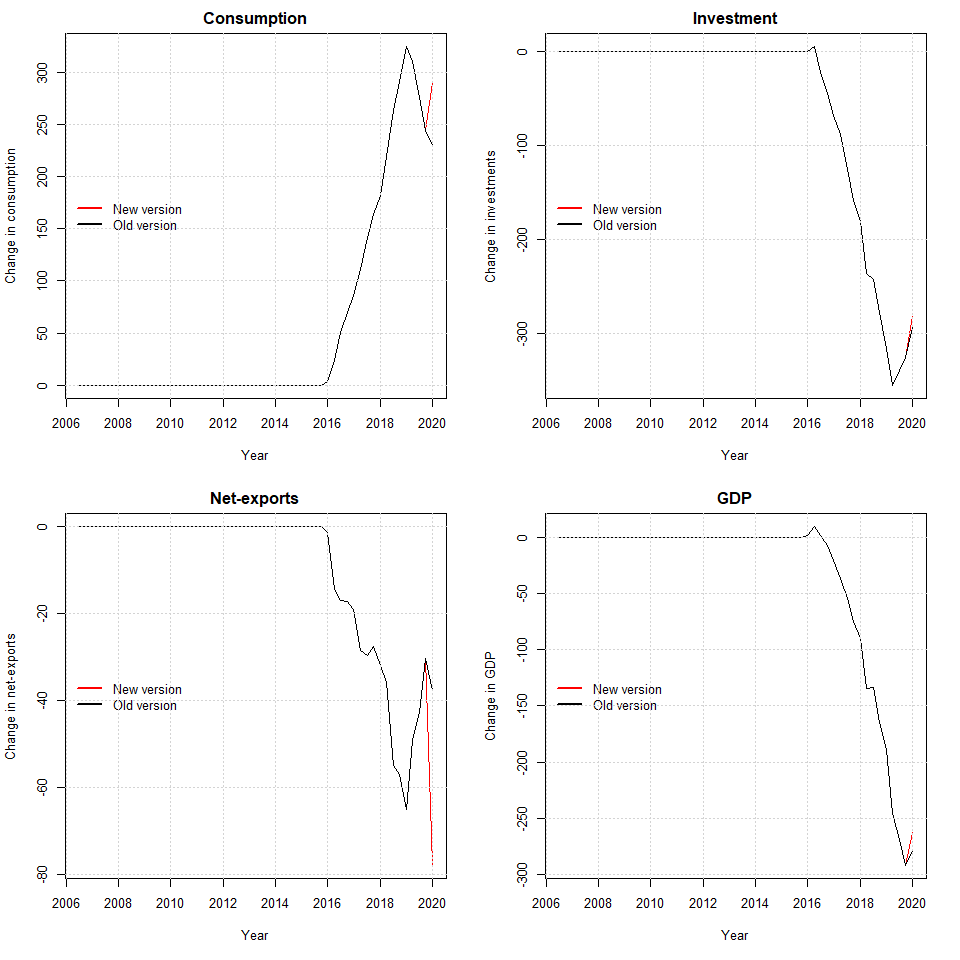 Consumption
Change in consumption
300
250
200
150
100
50
0
New version
Old version
2006 2008 2010 2012 2014 2016 2018 2020
Year
Investment
Change in investments
-0
-100
-200
-300
New version
Old version
2006 2008 2010 2012 2014 2016 2018 2020
Year
Net-exports
Change in net-exports
0
-20
-40
-60
-80
New version
Old version
2006 2008 2010 2012 2014 2016 2018 2020
Year
GDP
Change in GDP
0
-50
-100
-150
-200
-250
-300
New version
Old version
2006 2008 2010 2012 2014 2016 2018 2020
Year